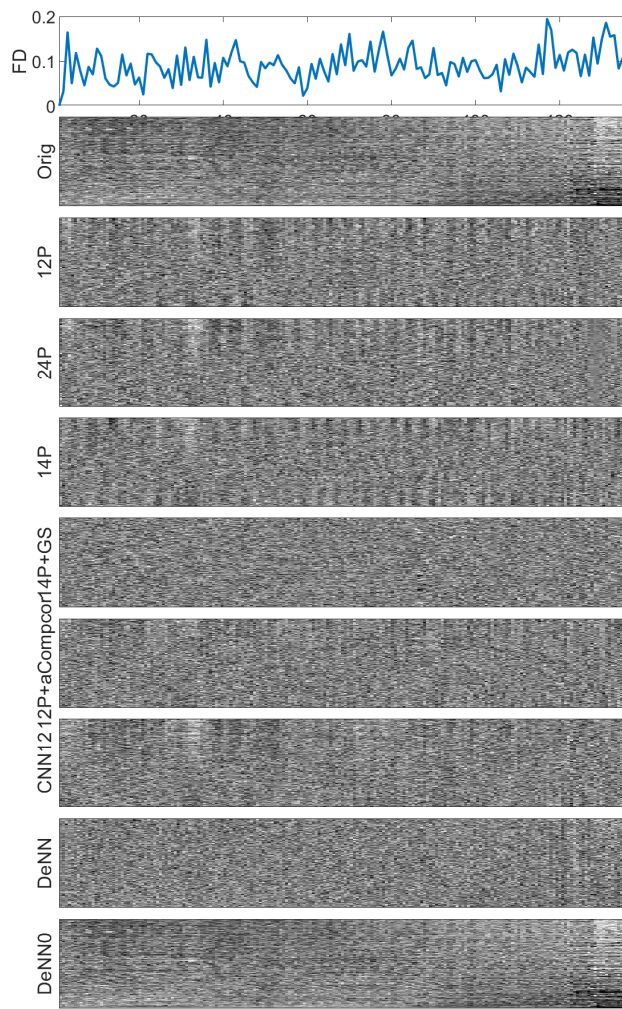 0.2
0.1
0
FD
Orig
12P
24P
14P
14P+GS
12P+aCompcor
CNN12
DeNN
DeNN0